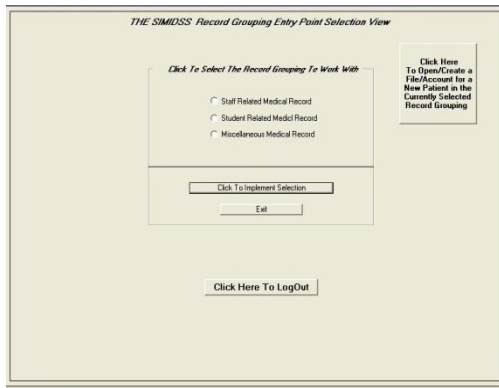 THE SIMIDSS Record Grouping Entry Point Selection View
Click To Select The Record Grouping To Work With
Staff Related Medical Record
Student Related Medicl Record
Miscellaneous Medical Record
Click To Implement Selection
Exit
Click Here
To Open/Create a
File/Account for a
New Patient in the
Currently Selected
Record Grouping
Click Here To LogOut